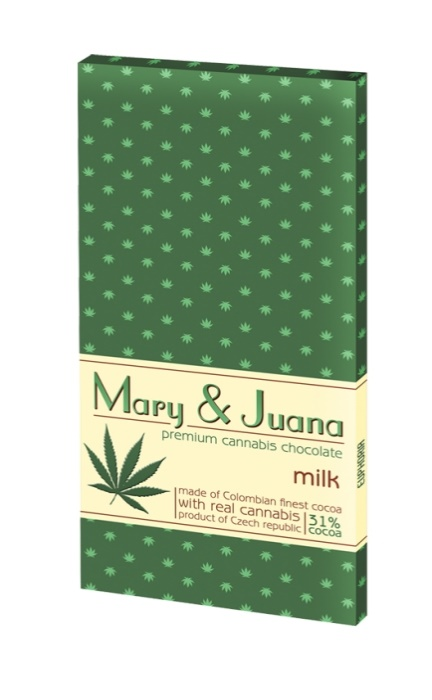 Mary & Juana
premium cannabis chocolate
milk
made of Colombian finest cocoa
with real cannabis
product of Czech republic
31%
cocoa
EUPHORIA